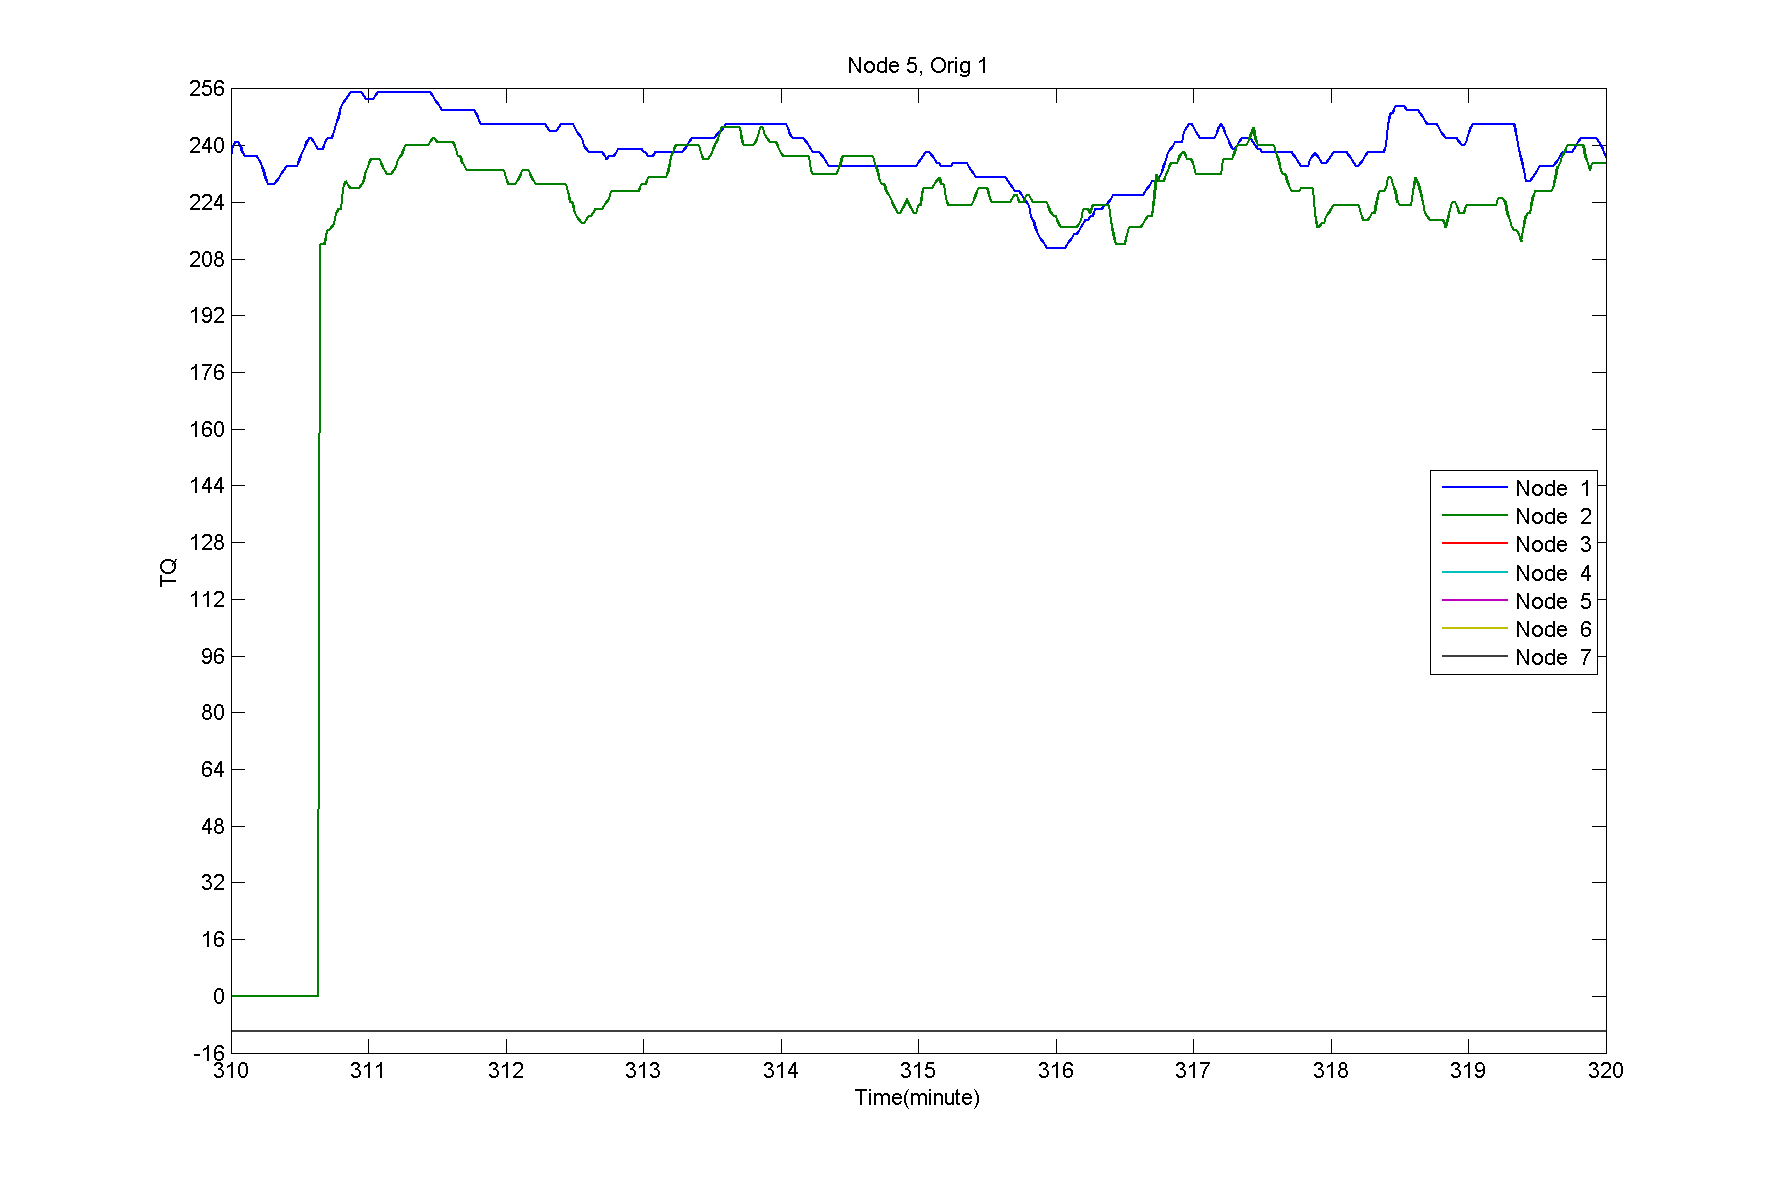 Node 5, Orig 1
256
240
224
208
192
176
160
144
128
112
96
80
64
48
32
16
0
-16
TQ
Node 1
Node 2
Node 3
Node 4
Node 5
Node 6
Node 7
310 311 312 313 314 315 316 317 318 319 320
Time(minute)